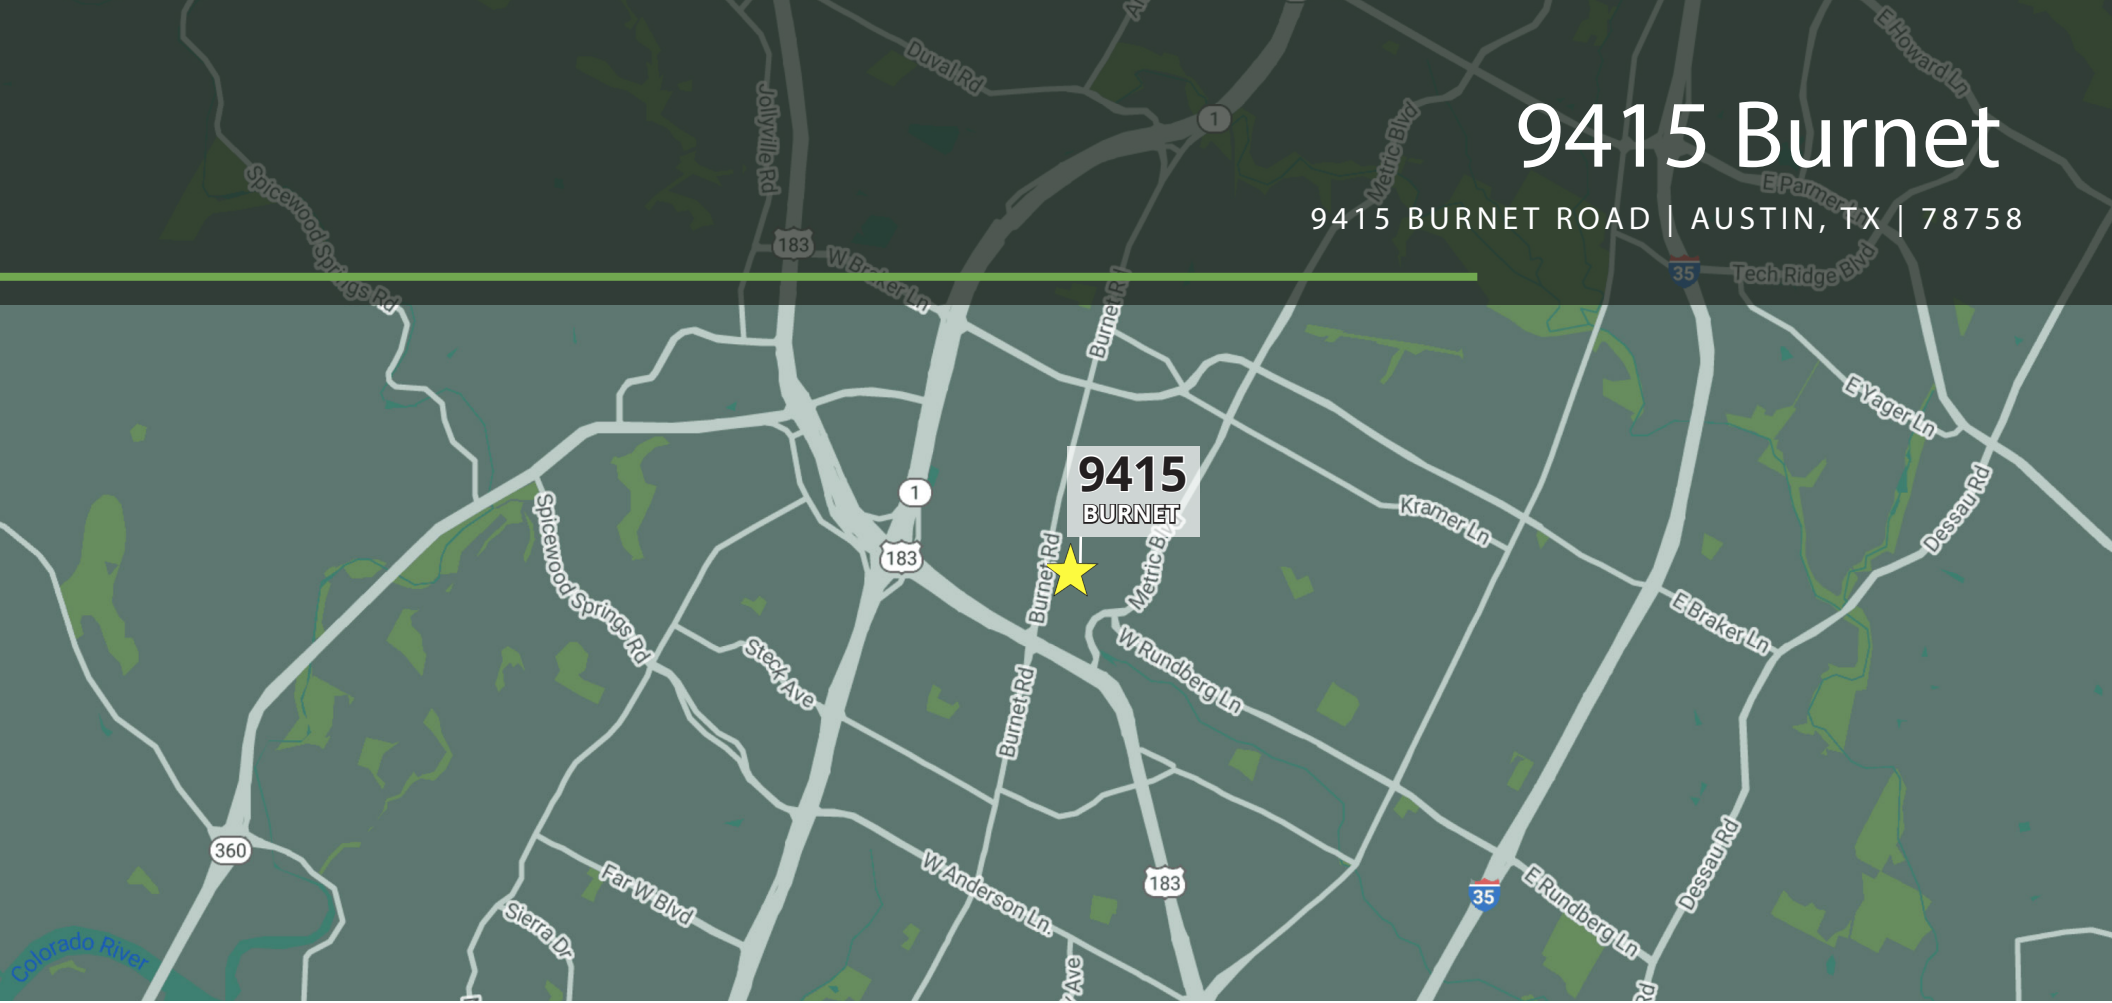 9415 Burnet
9415 BURNET ROAD | AUSTIN, TX | 78758
Duval Rd
E Howard Ln
Jollyville Rd
1
Metric Blvd
Spicewood Springs Rd
E Parmer
183
W Braker Ln
35
Tech Ridge Blvd
Burnet Rd
E Yager Ln
9415
BURNET
1
Kramer Ln
Dessau Rd
183
Burnet Rd
Metric Blvd
Spicewood Springs Rd
E Braker Ln
W Rundberg Ln
Steck Ave
Burnet Rd
360
Far W Blvd
W Anderson Ln.
183
35
Dessau Rd
E Rundberg Ln
Sierra Dr
Colorado River
Ave
Rd